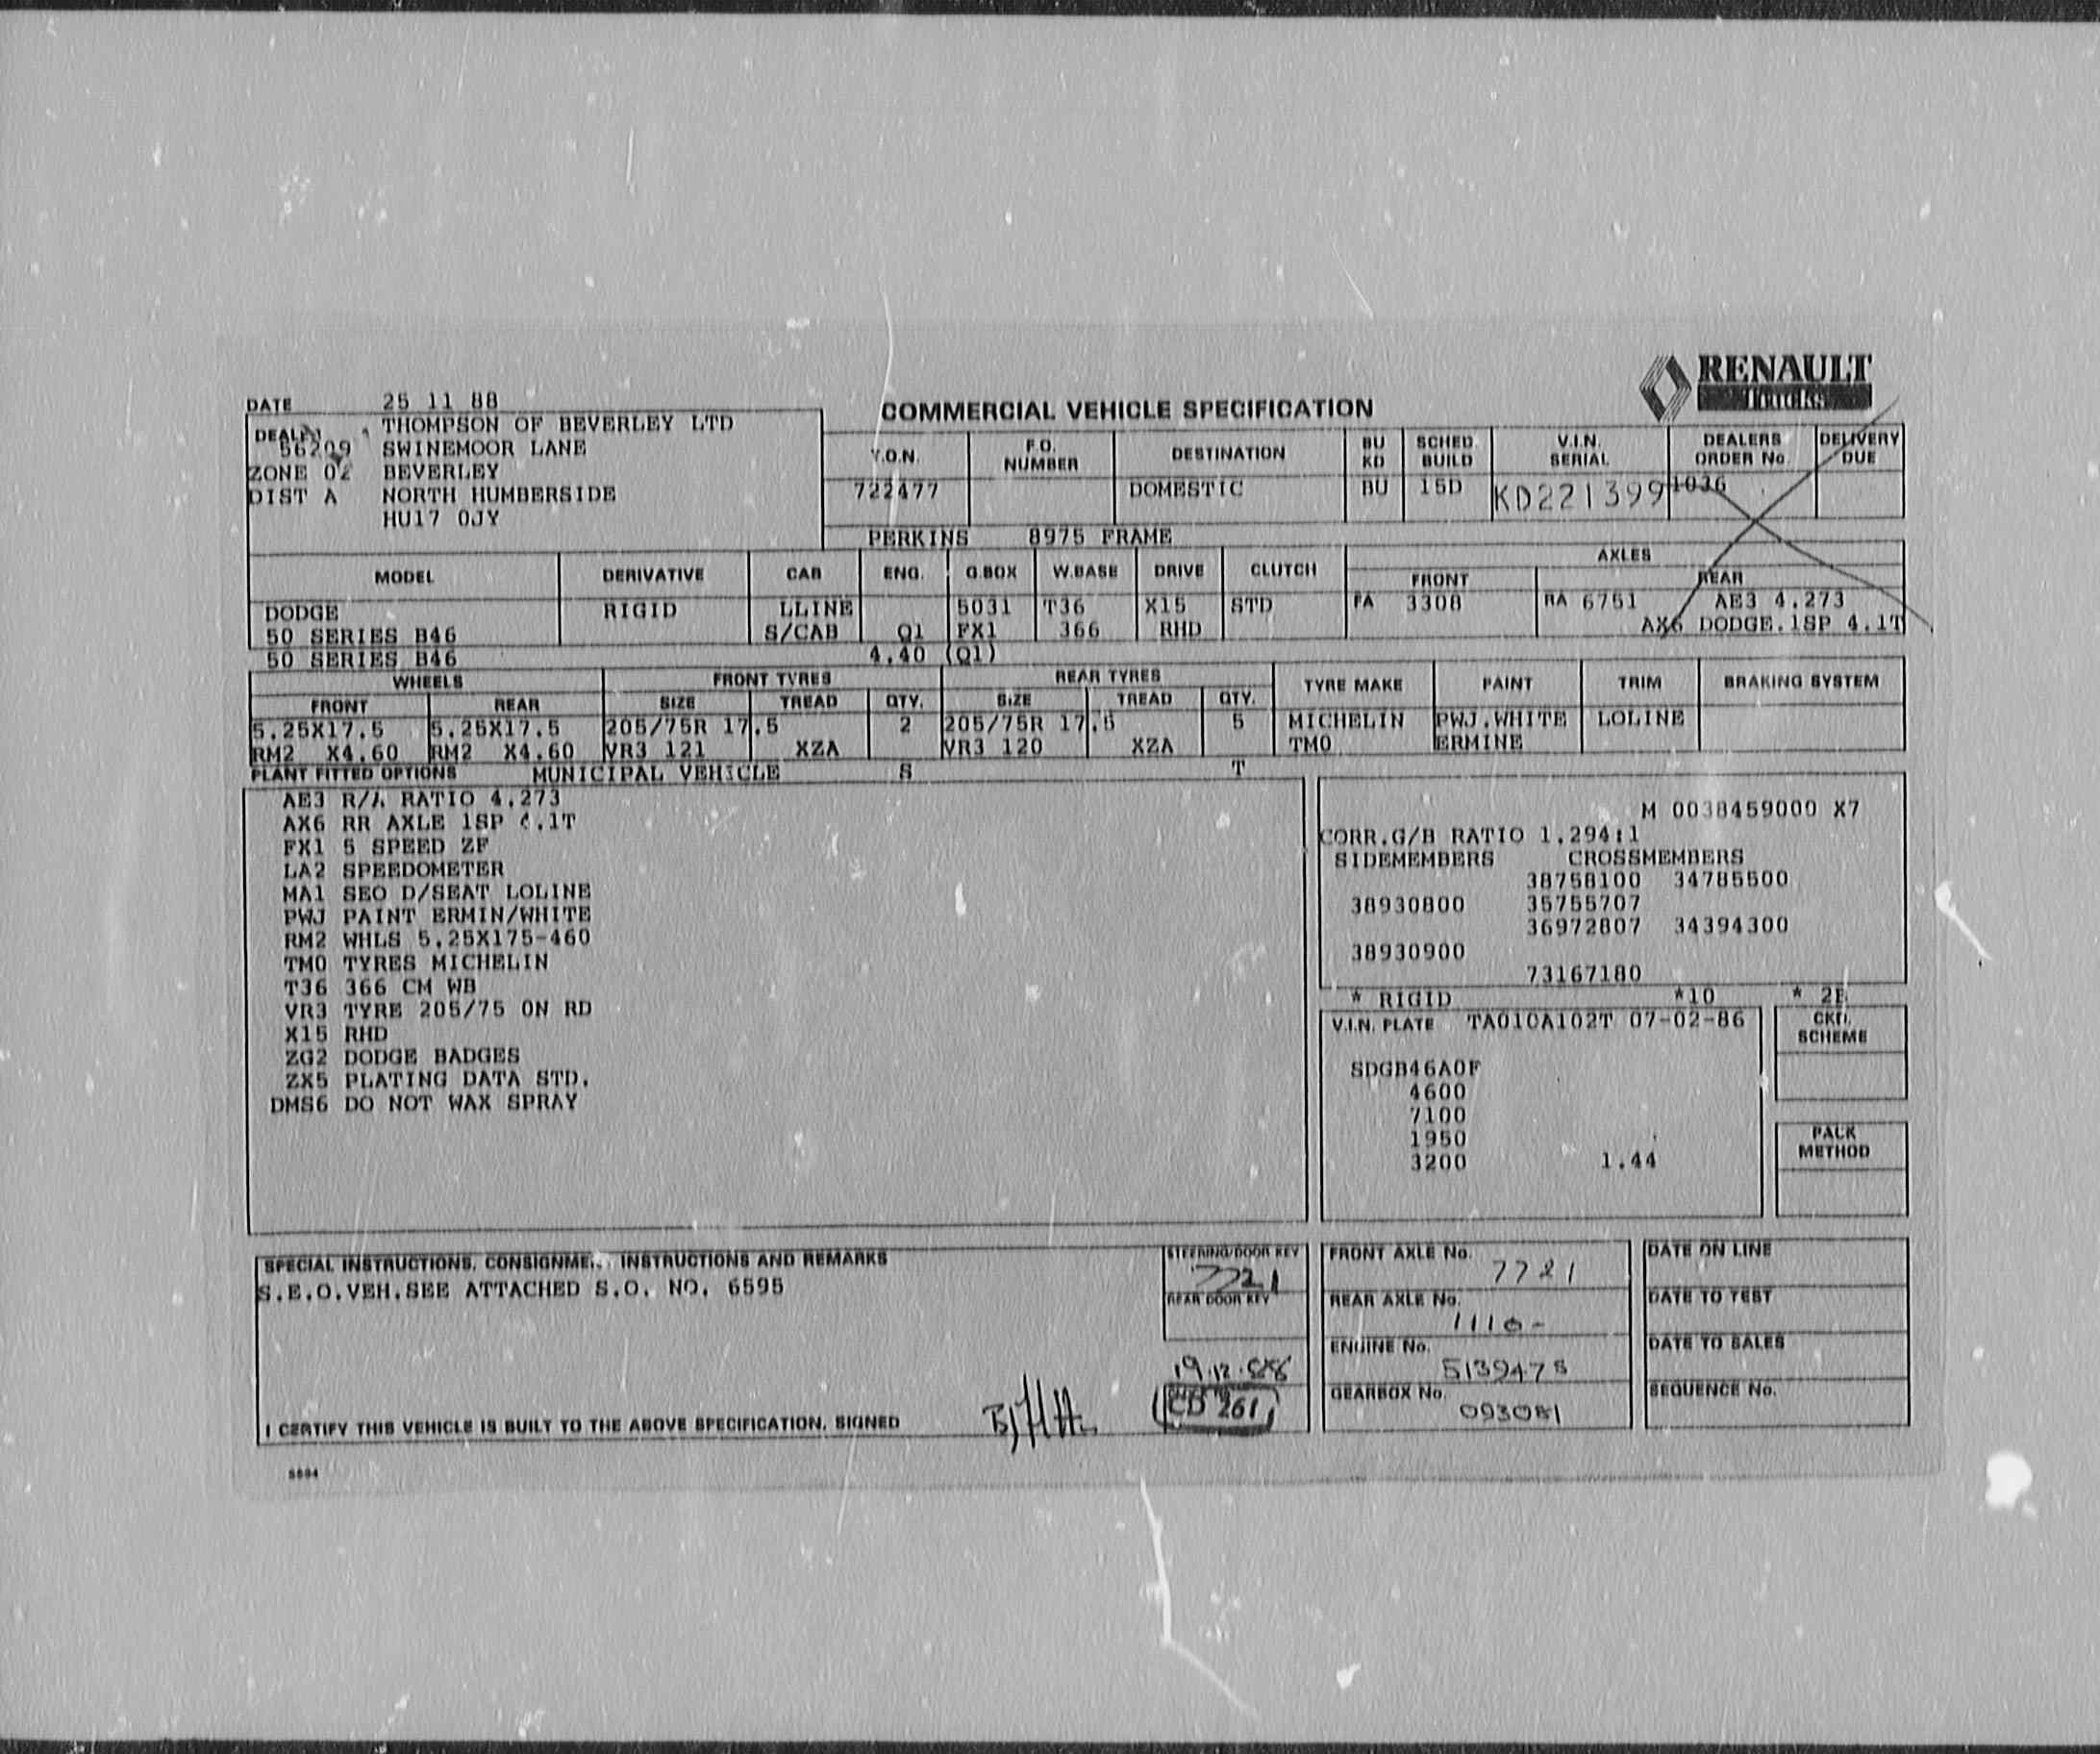 RENAULT
Trucks
DATE 25 11 88
COMMERCIAL VEHICLE SPECIFICATION
DEALER THOMPSON OF BEVERLEY LTD
56209 SWINEMOOR LANE
ZONE 02 BEVERLEY
DIST A NORTH HUMBERSIDE
HU17 0JY
V.O.N. F.O. NUMBER DESTINATION BU KD SCHED. BUILD V.I.N. SERIAL DEALERS ORDER No. DELIVERY DUE
722477 DOMESTIC BU 15D KD221399 1036
PERKINS 8975 FRAME
MODEL DERIVATIVE CAB ENG. G.BOX W.BASE DRIVE CLUTCH AXLES
FRONT REAR
DODGE RIGID LLINE 5031 T36 X15 STD FA 3308 RA 6751 AE3 4.273
50 SERIES B46 S/CAB Q1 FX1 366 RHD AX6 DODGE.1SP 4.1T
50 SERIES B46 4.40 (Q1)
WHEELS FRONT TYRES REAR TYRES TYRE MAKE PAINT TRIM BRAKING SYSTEM
FRONT REAR SIZE TREAD QTY. SIZE TREAD QTY.
5.25X17.5 5.25X17.5 205/75R 17.5 2 205/75R 17.5 5 MICHELIN PWJ.WHITE LOLINE
RM2 X4.60 RM2 X4.60 VR3 121 XZA VR3 120 XZA TM0 ERMINE
PLANT FITTED OPTIONS MUNICIPAL VEHICLE S T
AE3 R/A RATIO 4.273
AX6 RR AXLE 1SP 4.1T
FX1 5 SPEED ZF
LA2 SPEEDOMETER
MA1 SEO D/SEAT LOLINE
PWJ PAINT ERMIN/WHITE
RM2 WHLS 5.25X175-460
TM0 TYRES MICHELIN
T36 366 CM WB
VR3 TYRE 205/75 ON RD
X15 RHD
ZG2 DODGE BADGES
ZX5 PLATING DATA STD.
DMS6 DO NOT WAX SPRAY
M 0038459000 X7
CORR.G/B RATIO 1.294:1
SIDEMEMBERS CROSSMEMBERS
38758100 34785500
38930800 35755707
36972807 34394300
38930900
73167180
* RIGID *10 * 2E
V.I.N. PLATE TA010A102T 07-02-86
CKD. SCHEME
SDGB46A0F
4600
7100
1950
3200 1.44
PACK METHOD
SPECIAL INSTRUCTIONS, CONSIGNMENT INSTRUCTIONS AND REMARKS
S.E.O.VEH.SEE ATTACHED S.O. NO. 6595
STEERING/DOOR KEY
7721
REAR DOOR KEY
19.12.88
CD 261
I CERTIFY THIS VEHICLE IS BUILT TO THE ABOVE SPECIFICATION. SIGNED
FRONT AXLE No. 7721
REAR AXLE No. 1110-
ENGINE No. 5139475
GEARBOX No. 093081
DATE ON LINE
DATE TO TEST
DATE TO SALES
SEQUENCE No.